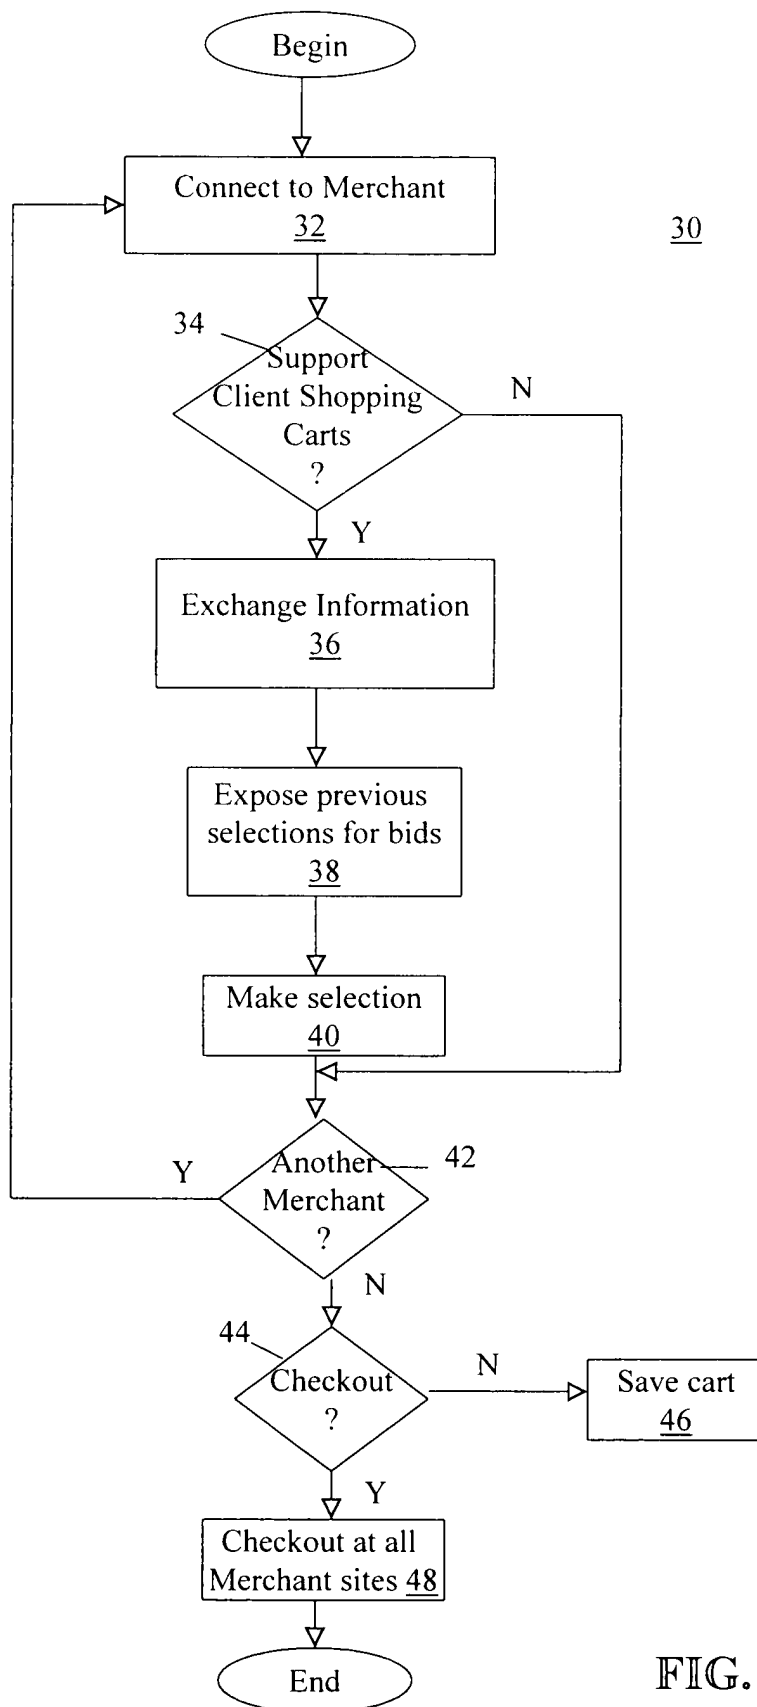 Begin
Connect to Merchant
32
30
34
Support
Client Shopping
Carts
?
N
Y
Exchange Information
36
Expose previous
selections for bids
38
Make selection
40
Another
Merchant
?
42
Y
N
44
Checkout
?
N
Save cart
46
Y
Checkout at all
Merchant sites 48
End
FIG.